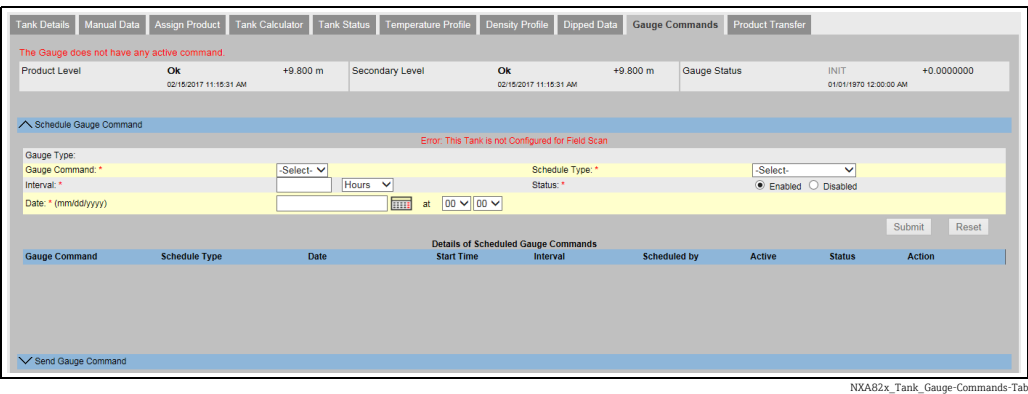 Tank Details Manual Data Assign Product Tank Calculator Tank Status Temperature Profile Density Profile Dipped Data Gauge Commands Product Transfer
The Gauge does not have any active command.
Product Level Ok +9.800 m Secondary Level Ok +9.800 m Gauge Status INIT +0.0000000
02/15/2017 11:15:31 AM 02/15/2017 11:15:31 AM 01/01/1970 12:00:00 AM
Schedule Gauge Command
Error: This Tank is not Configured for Field Scan
Gauge Type:
Gauge Command: * -Select- Schedule Type: * -Select-
Interval: * Hours Status: * Enabled Disabled
Date: * (mm/dd/yyyy) at 00 00
Submit Reset
Details of Scheduled Gauge Commands
Gauge Command Schedule Type Date Start Time Interval Scheduled by Active Status Action
Send Gauge Command
NXA82x_Tank_Gauge-Commands-Tab